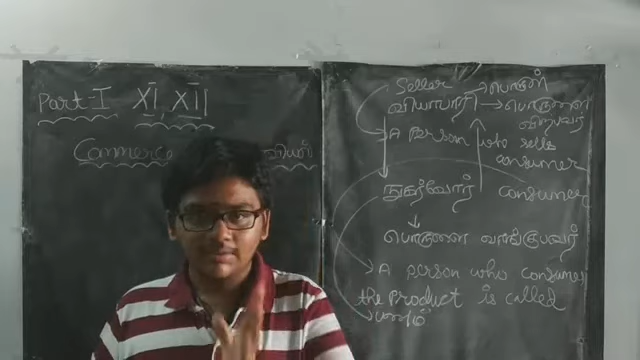 Part-I XI, XII
Commerce வியல்
Seller → பொருள்
வியாபாரி → பொருளை
விற்பவர்
A Person who sells
consumer
நுகர்வோர் consumer
பொருளை வாங்குபவர்
A Person who consumes
the Product is called